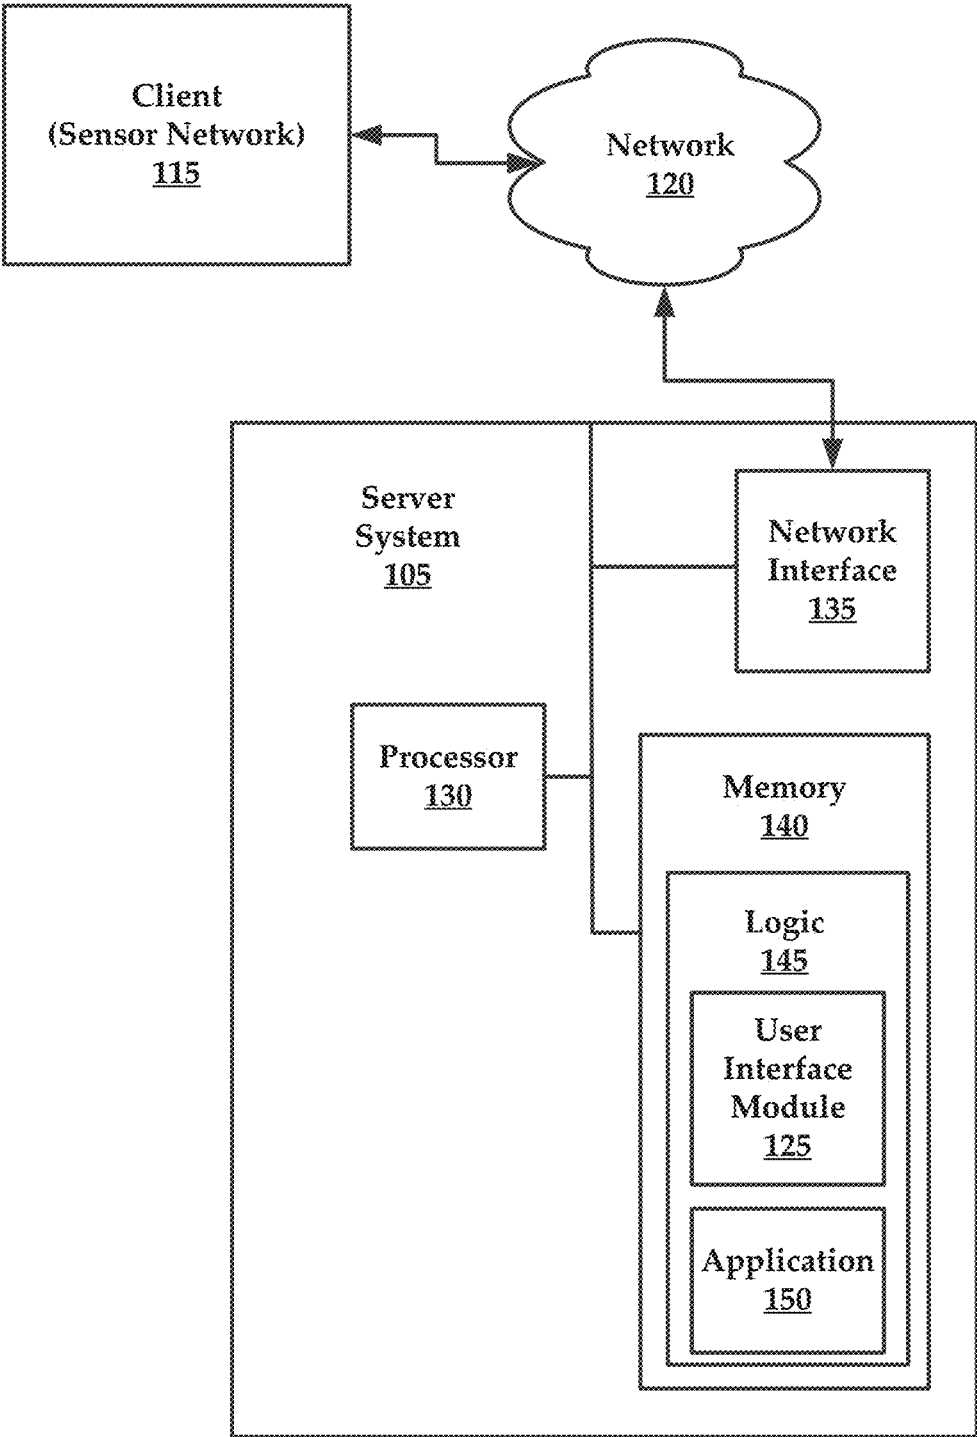 Client
(Sensor Network)
115
Network
120
Server
System
105
Network
Interface
135
Processor
130
Memory
140
Logic
145
User
Interface
Module
125
Application
150